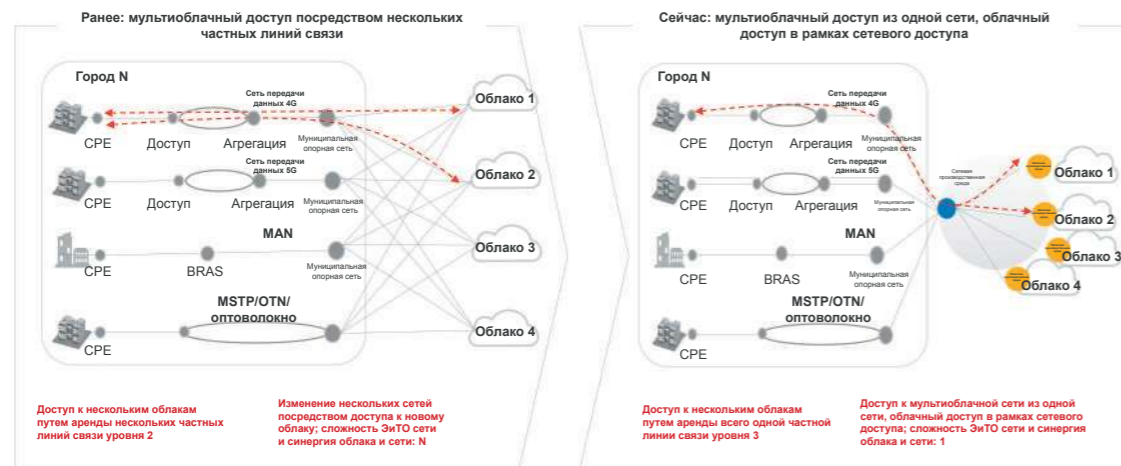 Ранее: мультиоблачный доступ посредством нескольких
частных линий связи
Город N
Сеть передачи
данных 4G
CPE
Доступ
Агрегация
Муниципальная
опорная сеть
Сеть передачи
данных 5G
CPE
Доступ
Агрегация
Муниципальная
опорная сеть
MAN
CPE
BRAS
Муниципальная
опорная сеть
MSTP/OTN/
оптоволокно
CPE
Облако 1
Облако 2
Облако 3
Облако 4
Доступ к нескольким облакам
путем аренды нескольких частных
линий связи уровня 2
Изменение нескольких сетей
посредством доступа к новому
облаку; сложность ЭиТО сети
и синергия облака и сети: N
Сейчас: мультиоблачный доступ из одной сети, облачный
доступ в рамках сетевого доступа
Город N
Сеть передачи
данных 4G
CPE
Доступ
Агрегация
Муниципальная
опорная сеть
Сеть передачи
данных 5G
CPE
Доступ
Агрегация
Муниципальная
опорная сеть
MAN
CPE
BRAS
Муниципальная
опорная сеть
MSTP/OTN/
оптоволокно
CPE
Сетевая
производственная
среда
Облако 1
Облако 2
Облако 3
Облако 4
Доступ к нескольким облакам
путем аренды всего одной частной
линии связи уровня 3
Доступ к мультиоблачной сети из одной
сети, облачный доступ в рамках сетевого
доступа; сложность ЭиТО сети и синергия
облака и сети: 1